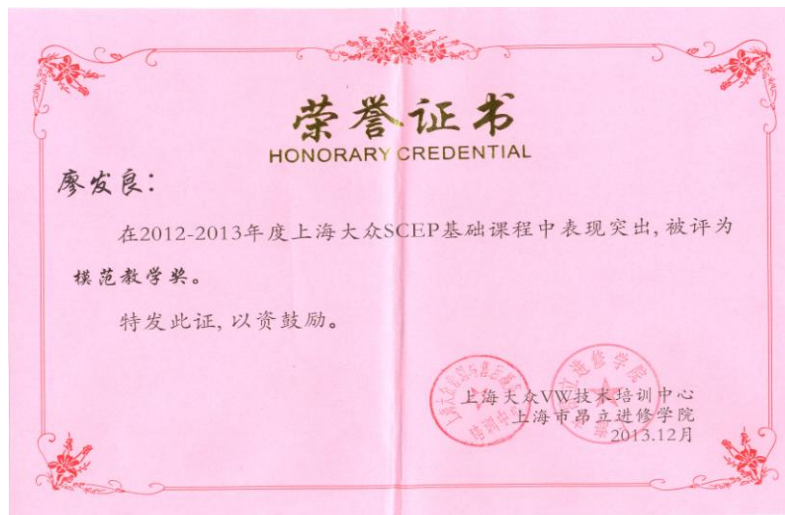 荣誉证书
HONORARY CREDENTIAL
廖发良：
在2012-2013年度上海大众SCEP基础课程中表现突出,被评为
模范教学奖。
特发此证,以资鼓励。
上海大众VW技术培训中心
上海市昂立进修学院
2013.12月